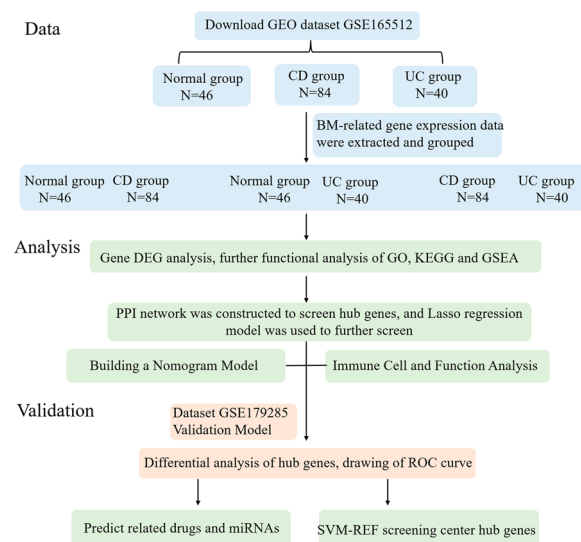 Data
Download GEO dataset GSE165512
Normal group
N=46
CD group
N=84
UC group
N=40
BM-related gene expression data
were extracted and grouped
Normal group
N=46
CD group
N=84
Normal group
N=46
UC group
N=40
CD group
N=84
UC group
N=40
Analysis
Gene DEG analysis, further functional analysis of GO, KEGG and GSEA
PPI network was constructed to screen hub genes, and Lasso regression
model was used to further screen
Building a Nomogram Model
Immune Cell and Function Analysis
Validation
Dataset GSE179285
Validation Model
Differential analysis of hub genes, drawing of ROC curve
Predict related drugs and miRNAs
SVM-REF screening center hub genes